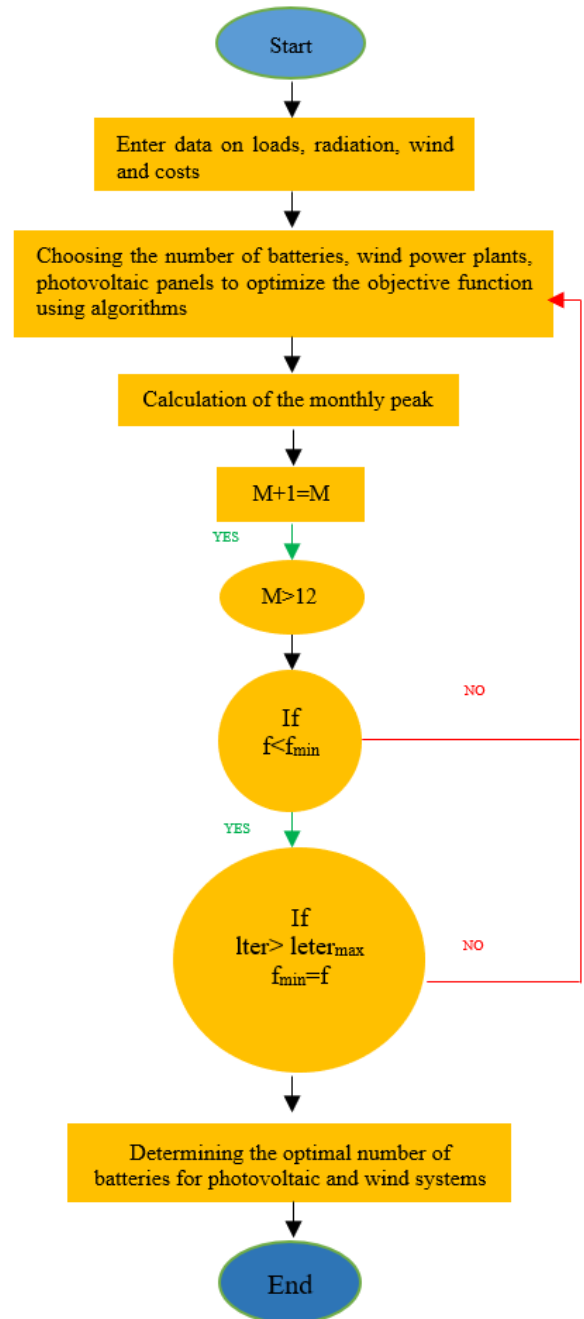 Start
Enter data on loads, radiation, wind
and costs
Choosing the number of batteries, wind power plants,
photovoltaic panels to optimize the objective function
using algorithms
Calculation of the monthly peak
M+1=M
YES
M>12
If
f<fmin
NO
YES
If
lter> letermax
fmin=f
NO
Determining the optimal number of
batteries for photovoltaic and wind systems
End